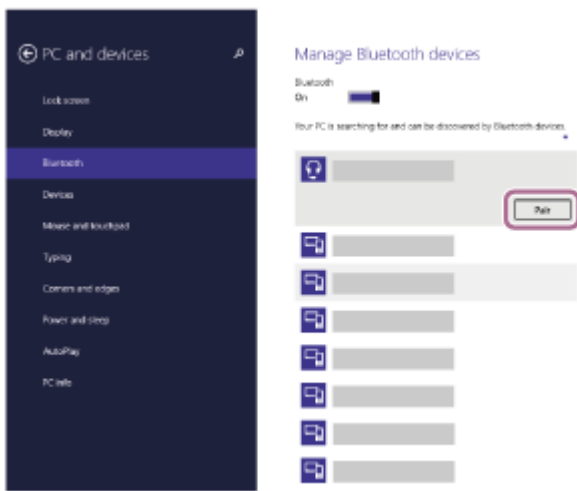 PC and devices
Lock screen
Display
Bluetooth
Devices
Mouse and touchpad
Typing
Corners and edges
Power and sleep
AutoPlay
PC info
Manage Bluetooth devices
Bluetooth
On
Your PC is searching for and can be discovered by Bluetooth devices.
Pair